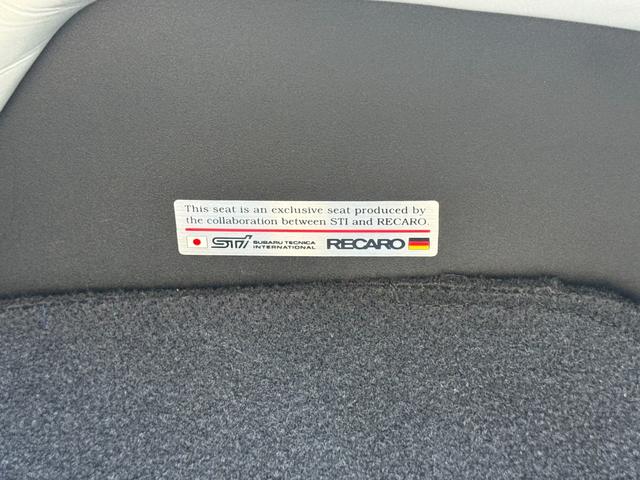 This seat is an exclusive seat produced by
the collaboration between STI and RECARO.
STI SUBARU TECNICA INTERNATIONAL RECARO